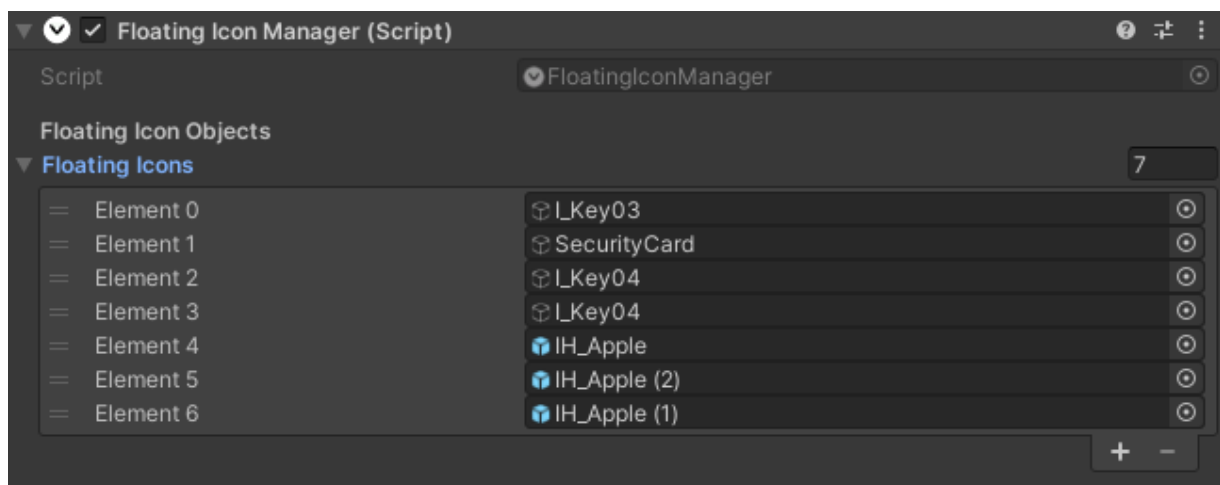 Floating Icon Manager (Script)
Script FloatingIconManager
Floating Icon Objects
Floating Icons 7
Element 0 I_Key03
Element 1 SecurityCard
Element 2 I_Key04
Element 3 I_Key04
Element 4 IH_Apple
Element 5 IH_Apple (2)
Element 6 IH_Apple (1)